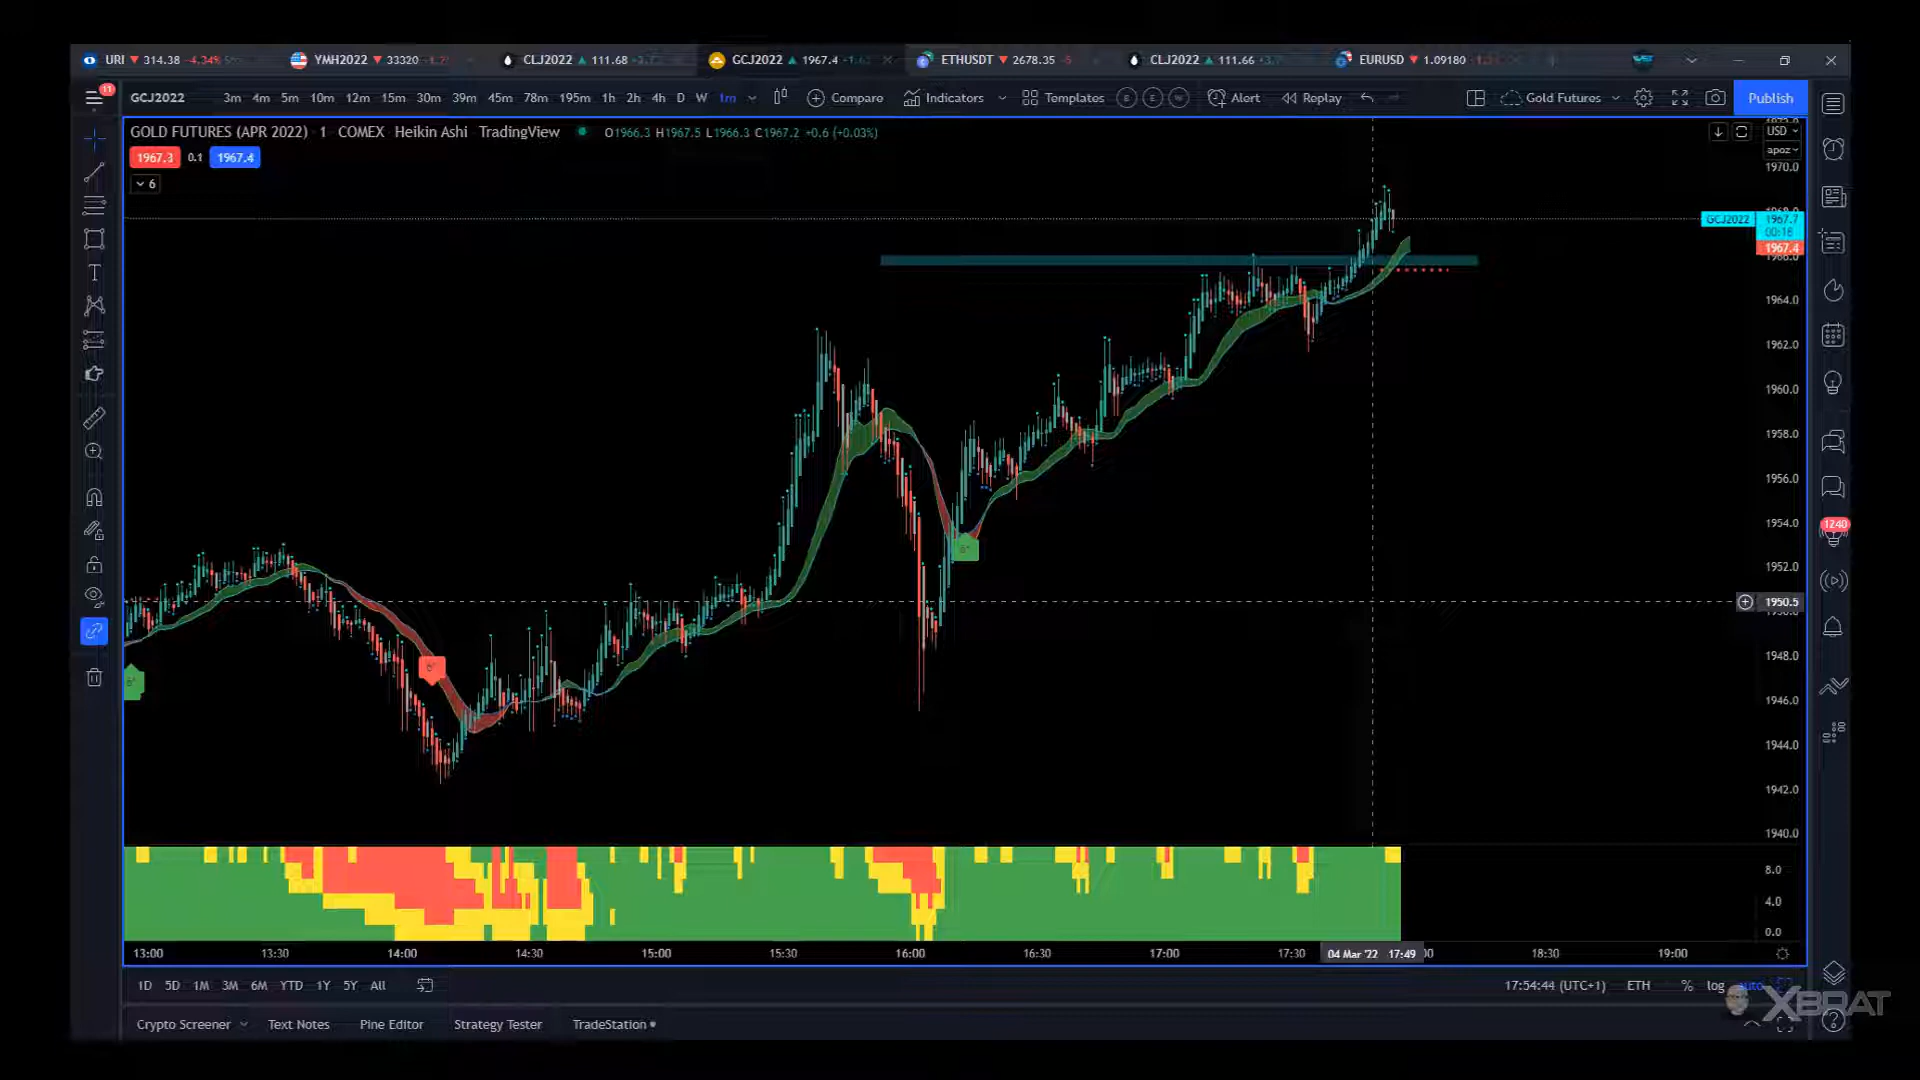 URI 314.38 -4.34%
YMH2022 33320
CLJ2022 111.68
GCJ2022 1967.4
ETHUSDT 2678.35
CLJ2022 111.66
EURUSD 1.09180
11
GCJ2022 3m 4m 5m 10m 12m 15m 30m 39m 45m 78m 195m 1h 2h 4h D W 1m Compare Indicators Templates E E W Alert Replay Gold Futures Publish
GOLD FUTURES (APR 2022) · 1 · COMEX Heikin Ashi TradingView O1966.3 H1967.5 L1966.3 C1967.2 +0.6 (+0.03%)
USD
1967.3 0.1 1967.4
apoz
6
1970.0
GCJ2022 1967.7
00:16
1967.4
1964.0
1962.0
1960.0
1958.0
1956.0
1954.0
1240
1952.0
1950.5
1948.0
1946.0
1944.0
1942.0
1940.0
8.0
4.0
0.0
13:00 13:30 14:00 14:30 15:00 15:30 16:00 16:30 17:00 17:30 04 Mar '22 17:49 18:30 19:00
1D 5D 1M 3M 6M YTD 1Y 5Y All 17:54:44 (UTC+1) ETH % log auto
XBRAT
Crypto Screener Text Notes Pine Editor Strategy Tester TradeStation